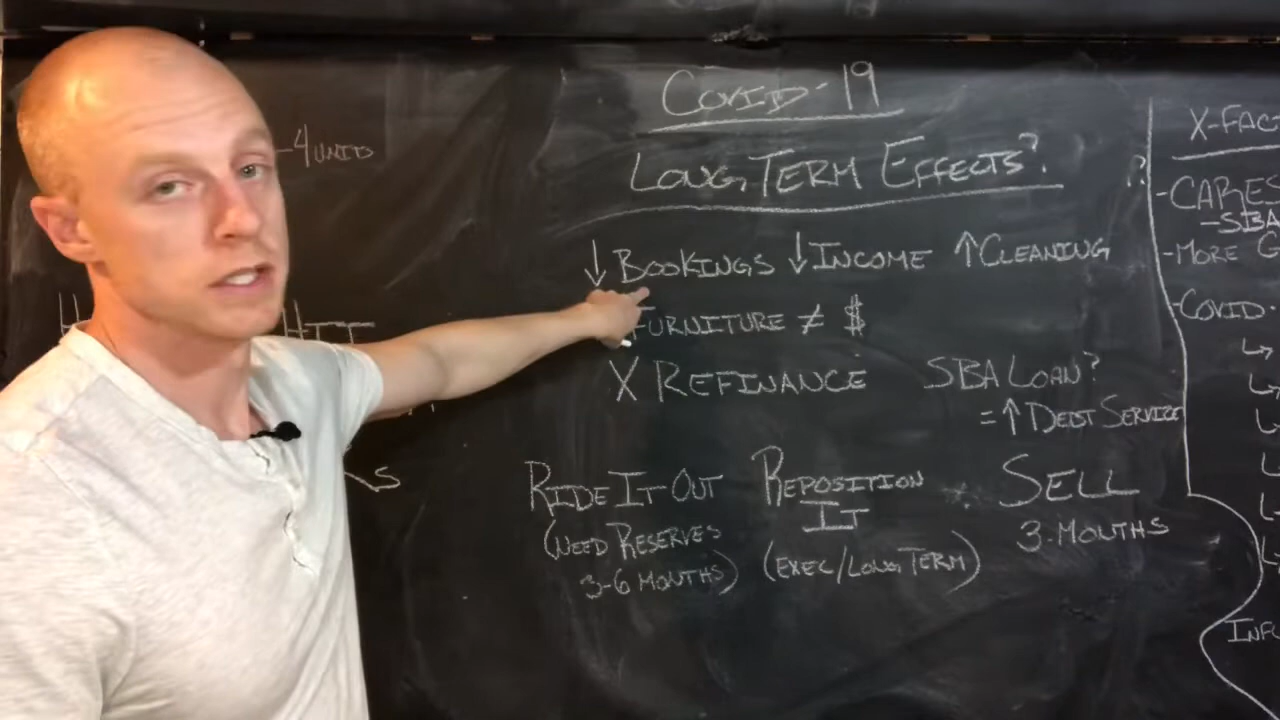 4 UNITS
COVID-19
LONG TERM EFFECTS?
?
↓ BOOKINGS ↓ INCOME ↑ CLEANING
FURNITURE ≠ $
X REFINANCE SBA LOAN?
= ↑ DEBT SERVICE
RIDE IT OUT
(NEED RESERVES
3-6 MONTHS)
REPOSITION
IT
(EXEC/LONG TERM)
SELL
3-MONTHS
X-FAC
-CARES
-SBA
-MORE G
-COVID-
INFO